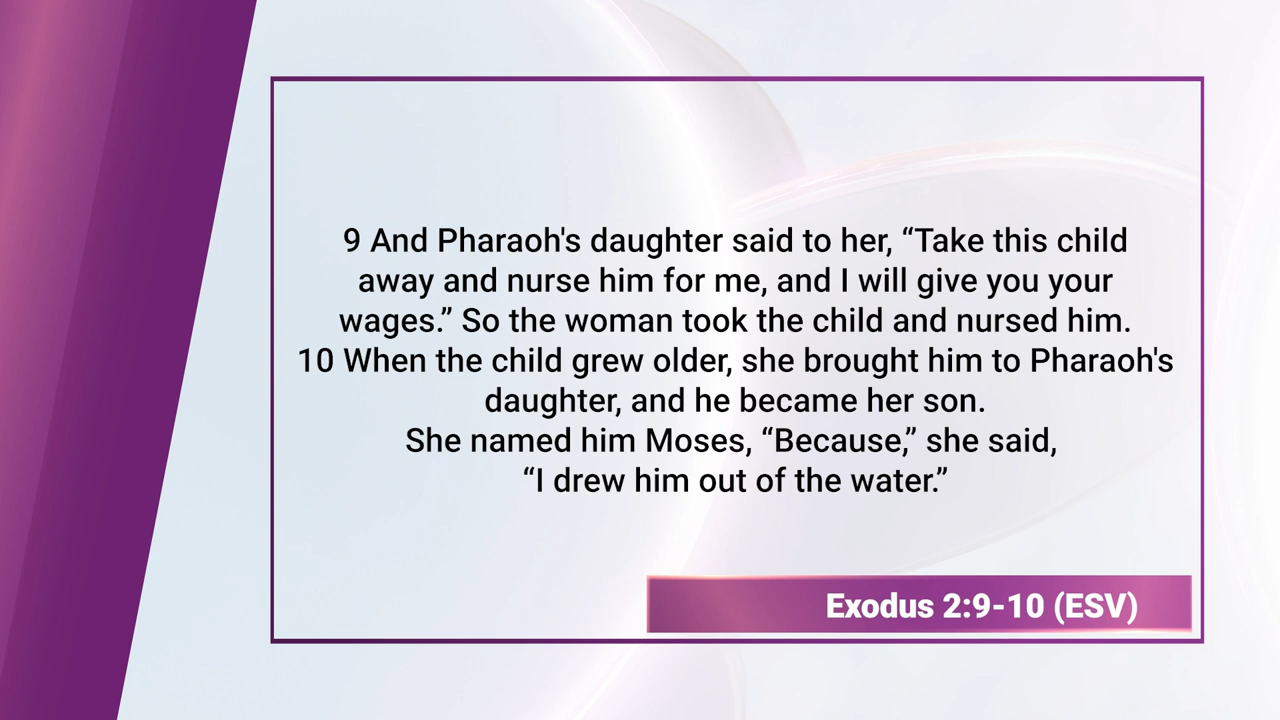 9 And Pharaoh's daughter said to her, “Take this child
away and nurse him for me, and I will give you your
wages.” So the woman took the child and nursed him.
10 When the child grew older, she brought him to Pharaoh's
daughter, and he became her son.
She named him Moses, “Because,” she said,
“I drew him out of the water.”
Exodus 2:9-10 (ESV)